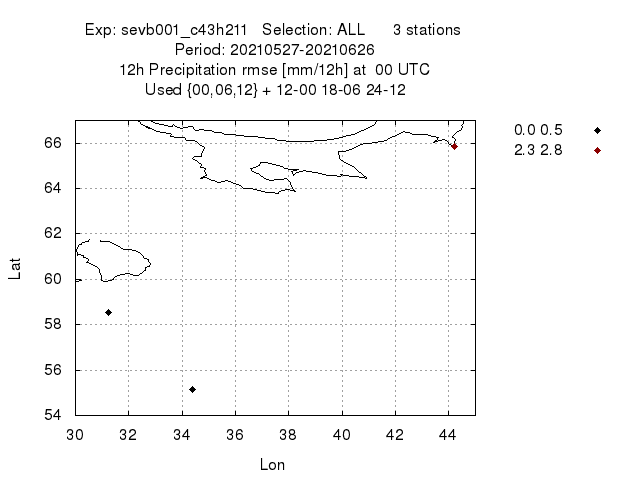 Exp: sevb001_c43h211 Selection: ALL 3 stations
Period: 20210527-20210626
12h Precipitation rmse [mm/12h] at 00 UTC
Used {00,06,12} + 12-00 18-06 24-12
0.0 0.5
2.3 2.8
66
64
62
60
58
56
54
Lat
30 32 34 36 38 40 42 44
Lon